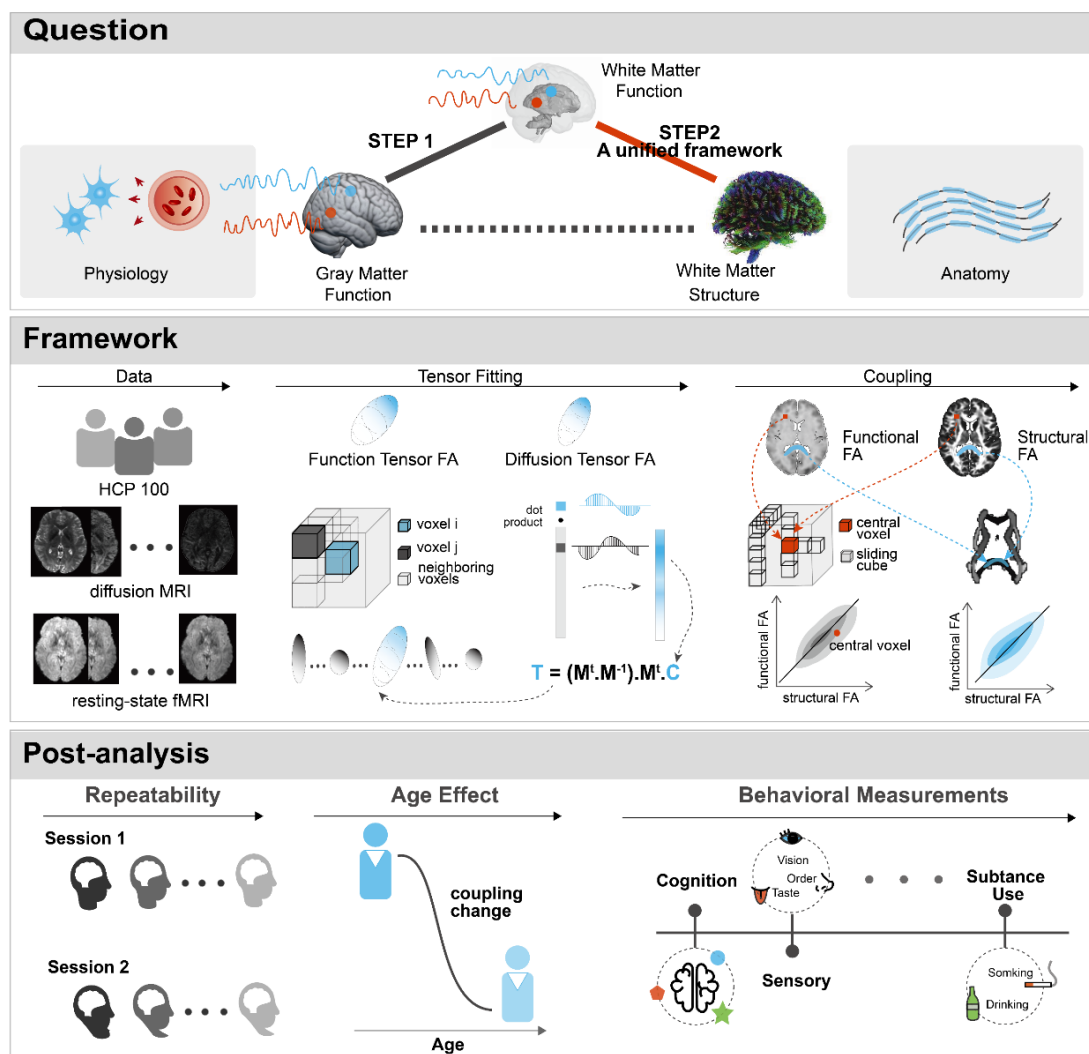 Question
White Matter
Function
STEP 1
STEP2
A unified framework
Physiology
Gray Matter
Function
White Matter
Structure
Anatomy
Framework
Data
HCP 100
diffusion MRI
resting-state fMRI
Tensor Fitting
Function Tensor FA
Diffusion Tensor FA
voxel i
voxel j
neighboring
voxels
dot
product
T = (Mᵗ.M⁻¹).Mᵗ.C
Coupling
Functional
FA
Structural
FA
central
voxel
sliding
cube
functional FA
central voxel
structural FA
functional FA
structural FA
Post-analysis
Repeatability
Session 1
Session 2
Age Effect
coupling
change
Age
Behavioral Measurements
Cognition
Vision
Order
Taste
Sensory
Subtance
Use
Somking
Drinking